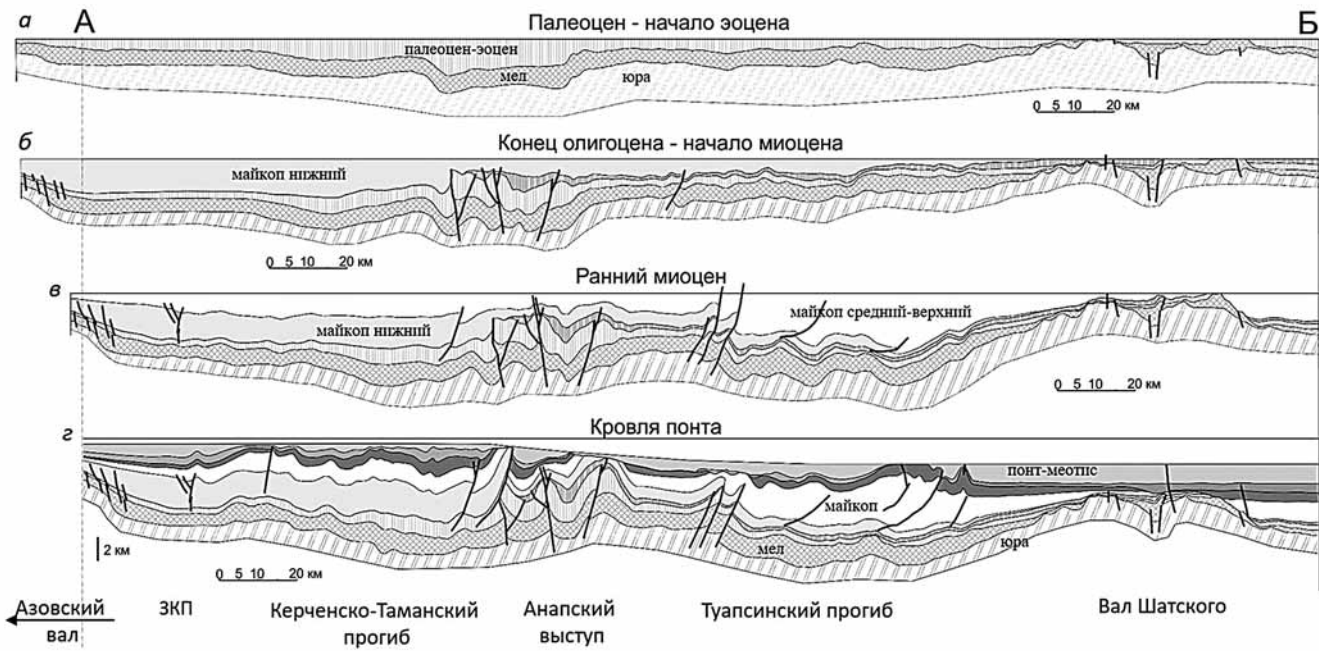 а А Палеоцен - начало эоцена Б
палеоцен-эоцен
мел юра
0 5 10 20 км
б Конец олигоцена - начало миоцена
майкоп нижний
0 5 10 20 км
в Ранний миоцен
майкоп нижний майкоп средний-верхний
0 5 10 20 км
г Кровля понта
понт-меотис
майкоп
мел юра
2 км
0 5 10 20 км
Азовский вал
ЗКП
Керченско-Таманский
прогиб
Анапский
выступ
Туапсинский прогиб
Вал Шатского